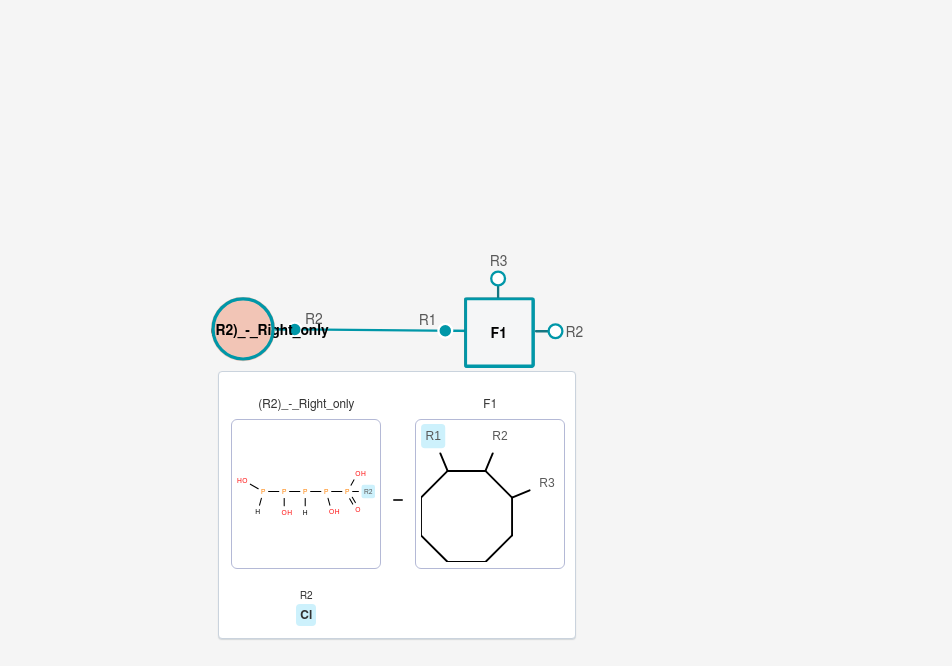 R3
R2
R1
R2)_-_Right_only
F1
R2
(R2)_-_Right_only
F1
R1
R2
R3
OH
HO
P
P
P
P
P
R2
H
OH
H
OH
O
R2
Cl